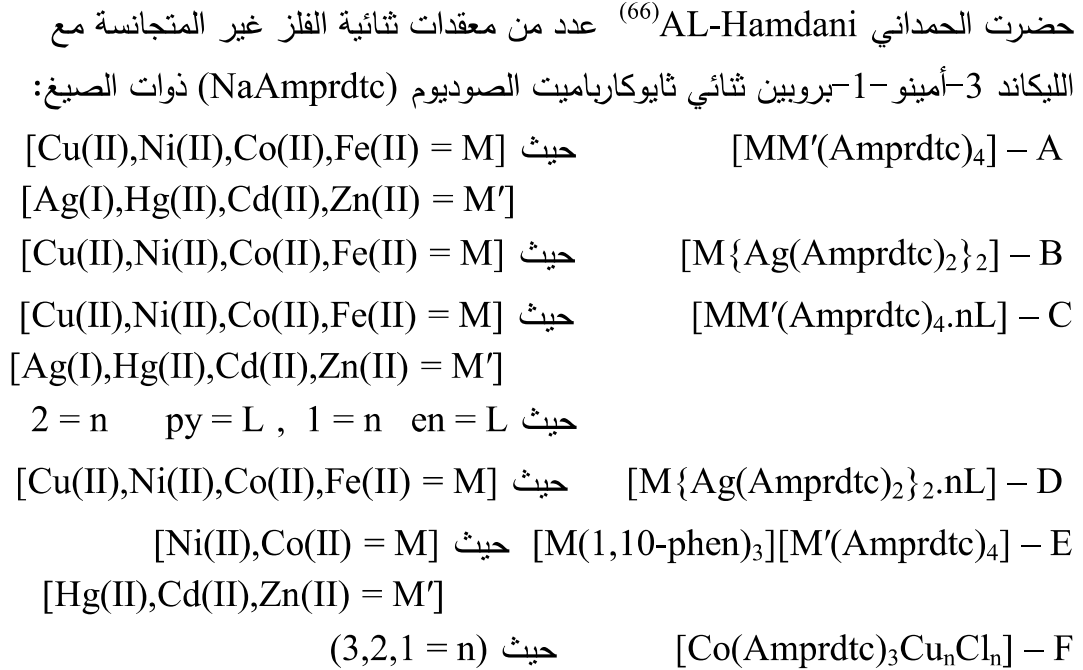 حضرت الحمداني AL-Hamdani(66) عدد من معقدات ثنائية الفلز غير المتجانسة مع
الليكاند 3-أمينو-1-بروبين ثنائي ثايوكارباميت الصوديوم (NaAmprdtc) ذوات الصيغ:
[MM′(Amprdtc)4] – A حيث [Cu(II),Ni(II),Co(II),Fe(II) = M]
[Ag(I),Hg(II),Cd(II),Zn(II) = M′]
[M{Ag(Amprdtc)2}2] – B حيث [Cu(II),Ni(II),Co(II),Fe(II) = M]
[MM′(Amprdtc)4.nL] – C حيث [Cu(II),Ni(II),Co(II),Fe(II) = M]
[Ag(I),Hg(II),Cd(II),Zn(II) = M′]
حيث en = L 1 = n , py = L 2 = n
[M{Ag(Amprdtc)2}2.nL] – D حيث [Cu(II),Ni(II),Co(II),Fe(II) = M]
[M(1,10-phen)3][M′(Amprdtc)4] – E حيث [Ni(II),Co(II) = M]
[Hg(II),Cd(II),Zn(II) = M′]
[Co(Amprdtc)3CunCln] – F حيث (3,2,1 = n)